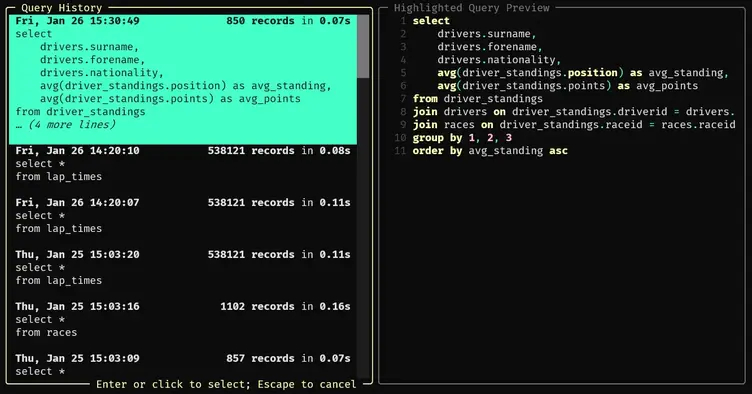 Query History
Fri, Jan 26 15:30:49 850 records in 0.07s
select
drivers.surname,
drivers.forename,
drivers.nationality,
avg(driver_standings.position) as avg_standing,
avg(driver_standings.points) as avg_points
from driver_standings
… (4 more lines)
Fri, Jan 26 14:20:10 538121 records in 0.08s
select *
from lap_times
Fri, Jan 26 14:20:07 538121 records in 0.11s
select *
from lap_times
Thu, Jan 25 15:03:20 538121 records in 0.11s
select *
from lap_times
Thu, Jan 25 15:03:16 1102 records in 0.16s
select *
from races
Thu, Jan 25 15:03:09 857 records in 0.07s
select *
Enter or click to select; Escape to cancel
Highlighted Query Preview
1 select
2 drivers.surname,
3 drivers.forename,
4 drivers.nationality,
5 avg(driver_standings.position) as avg_standing,
6 avg(driver_standings.points) as avg_points
7 from driver_standings
8 join drivers on driver_standings.driverid = drivers.
9 join races on driver_standings.raceid = races.raceid
10 group by 1, 2, 3
11 order by avg_standing asc